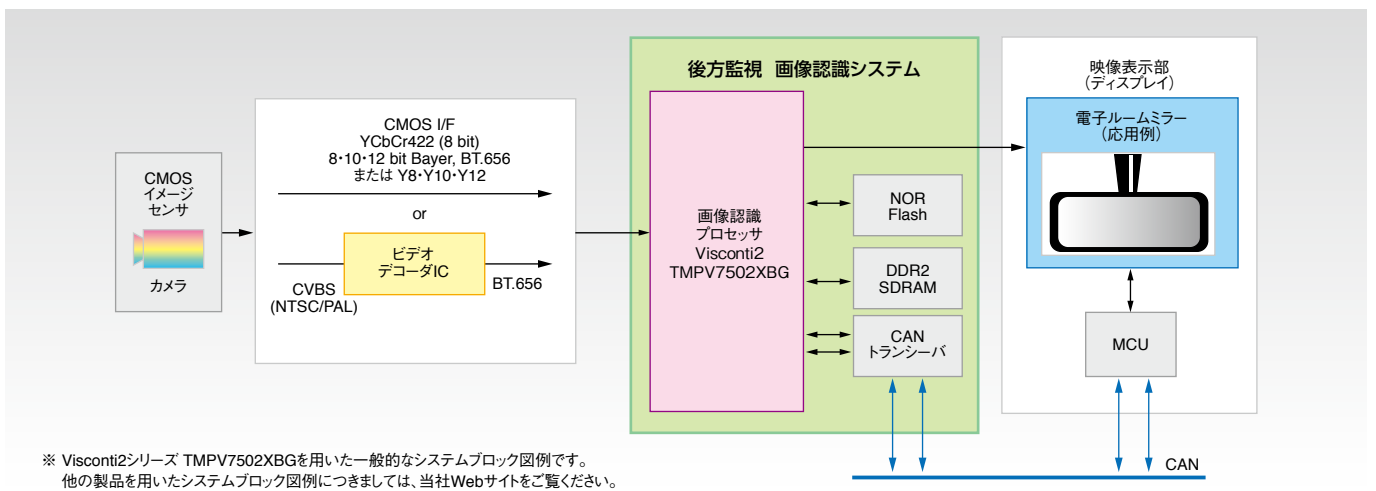 CMOS
イメージ
センサ
カメラ
CMOS I/F
YCbCr422 (8 bit)
8・10・12 bit Bayer, BT.656
または Y8・Y10・Y12
or
ビデオ
デコーダIC
CVBS
(NTSC/PAL)
BT.656
後方監視 画像認識システム
画像認識
プロセッサ
Visconti2
TMPV7502XBG
NOR
Flash
DDR2
SDRAM
CAN
トランシーバ
映像表示部
(ディスプレイ)
電子ルームミラー
(応用例)
MCU
CAN
※ Visconti2シリーズ TMPV7502XBGを用いた一般的なシステムブロック図例です。
他の製品を用いたシステムブロック図例につきましては、当社Webサイトをご覧ください。